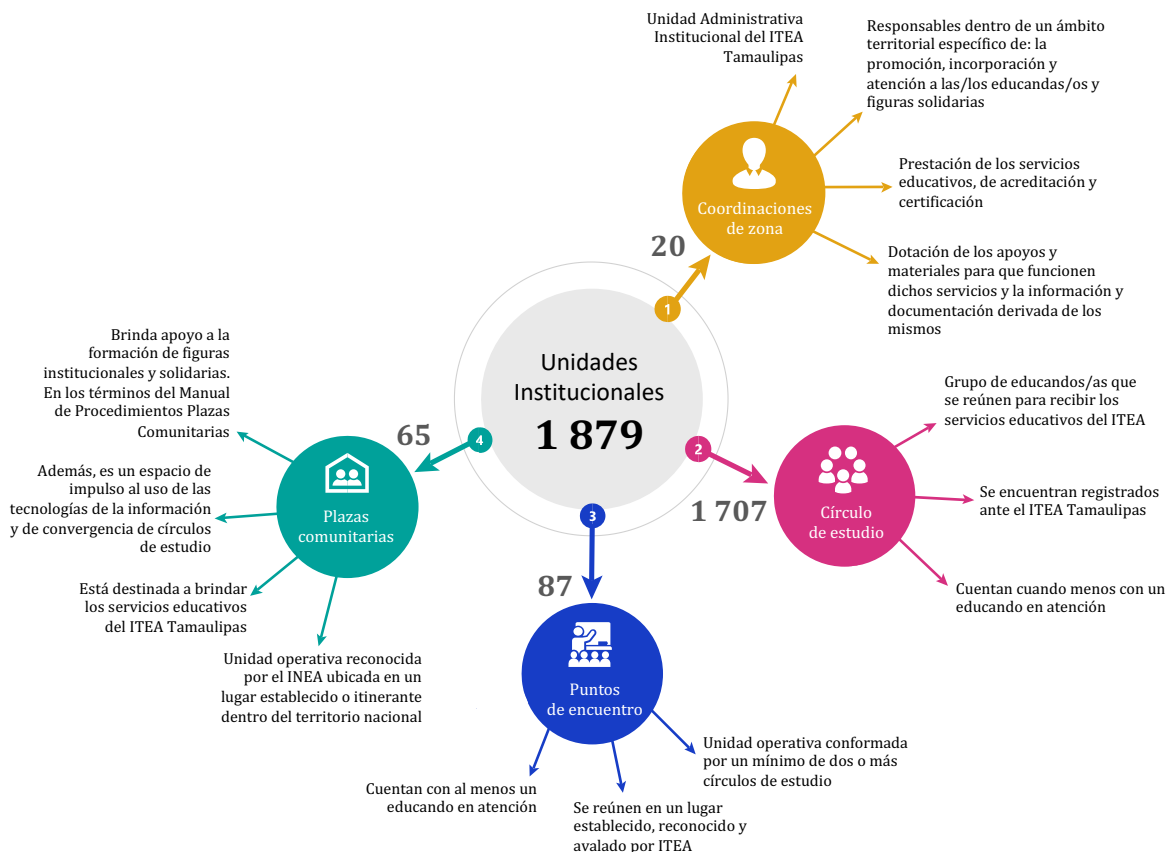 Unidades
Institucionales
1 879
1
20
Coordinaciones
de zona
Unidad Administrativa
Institucional del ITEA
Tamaulipas
Responsables dentro de un ámbito
territorial específico de: la
promoción, incorporación y
atención a las/los educandas/os y
figuras solidarias
Prestación de los servicios
educativos, de acreditación y
certificación
Dotación de los apoyos y
materiales para que funcionen
dichos servicios y la información y
documentación derivada de los
mismos
2
1 707
Círculo
de estudio
Grupo de educandos/as que
se reúnen para recibir los
servicios educativos del ITEA
Se encuentran registrados
ante el ITEA Tamaulipas
Cuentan cuando menos con un
educando en atención
3
87
Puntos
de encuentro
Unidad operativa conformada
por un mínimo de dos o más
círculos de estudio
Se reúnen en un lugar
establecido, reconocido y
avalado por ITEA
Cuentan con al menos un
educando en atención
4
65
Plazas
comunitarias
Brinda apoyo a la
formación de figuras
institucionales y solidarias.
En los términos del Manual
de Procedimientos Plazas
Comunitarias
Además, es un espacio de
impulso al uso de las
tecnologías de la información
y de convergencia de círculos
de estudio
Está destinada a brindar
los servicios educativos
del ITEA Tamaulipas
Unidad operativa reconocida
por el INEA ubicada en un
lugar establecido o itinerante
dentro del territorio nacional